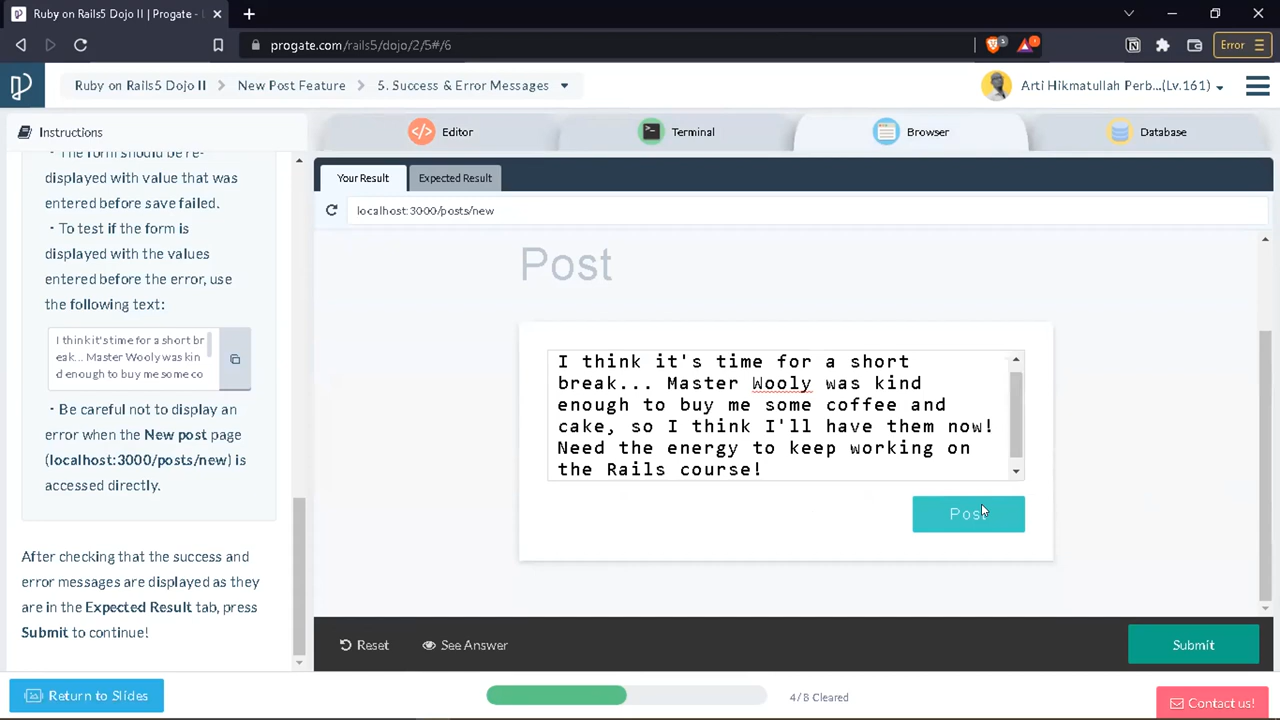 Ruby on Rails5 Dojo II | Progate - L
progate.com/rails5/dojo/2/5#/6
1
Error
Ruby on Rails5 Dojo II
New Post Feature
5. Success & Error Messages
Arti Hikmatullah Perb...(Lv.161)
Instructions
Editor
Terminal
Browser
Database
・The form should be re-
displayed with value that was
entered before save failed.
・To test if the form is
displayed with the values
entered before the error, use
the following text:
I think it's time for a short br
eak... Master Wooly was kin
d enough to buy me some co
・Be careful not to display an
error when the New post page
(localhost:3000/posts/new) is
accessed directly.
After checking that the success and
error messages are displayed as they
are in the Expected Result tab, press
Submit to continue!
Your Result
Expected Result
localhost:3000/posts/new
Post
I think it's time for a short
break... Master Wooly was kind
enough to buy me some coffee and
cake, so I think I'll have them now!
Need the energy to keep working on
the Rails course!
Post
Reset
See Answer
Submit
Return to Slides
4/8 Cleared
Contact us!